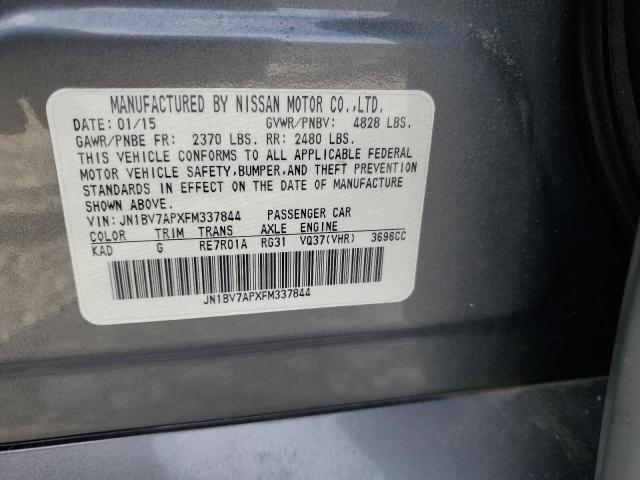 MANUFACTURED BY NISSAN MOTOR CO.,LTD.
DATE: 01/15 GVWR/PNBV: 4828 LBS.
GAWR/PNBE FR: 2370 LBS. RR: 2480 LBS.
THIS VEHICLE CONFORMS TO ALL APPLICABLE FEDERAL
MOTOR VEHICLE SAFETY,BUMPER,AND THEFT PREVENTION
STANDARDS IN EFFECT ON THE DATE OF MANUFACTURE
SHOWN ABOVE.
VIN: JN1BV7APXFM337844 PASSENGER CAR
COLOR TRIM TRANS AXLE ENGINE
KAD G RE7R01A RG31 VQ37(VHR) 3696CC
JN1BV7APXFM337844